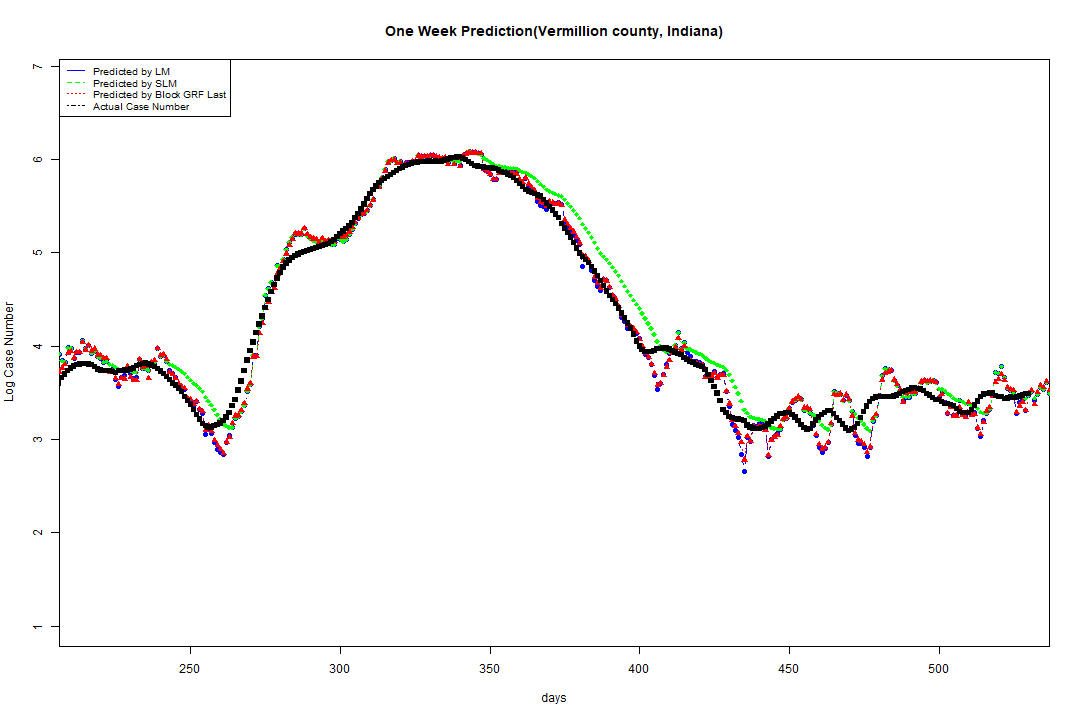 One Week Prediction(Vermillion county, Indiana)
Predicted by LM
Predicted by SLM
Predicted by Block GRF Last
Actual Case Number
7
6
5
4
3
2
1
Log Case Number
250 300 350 400 450 500
days